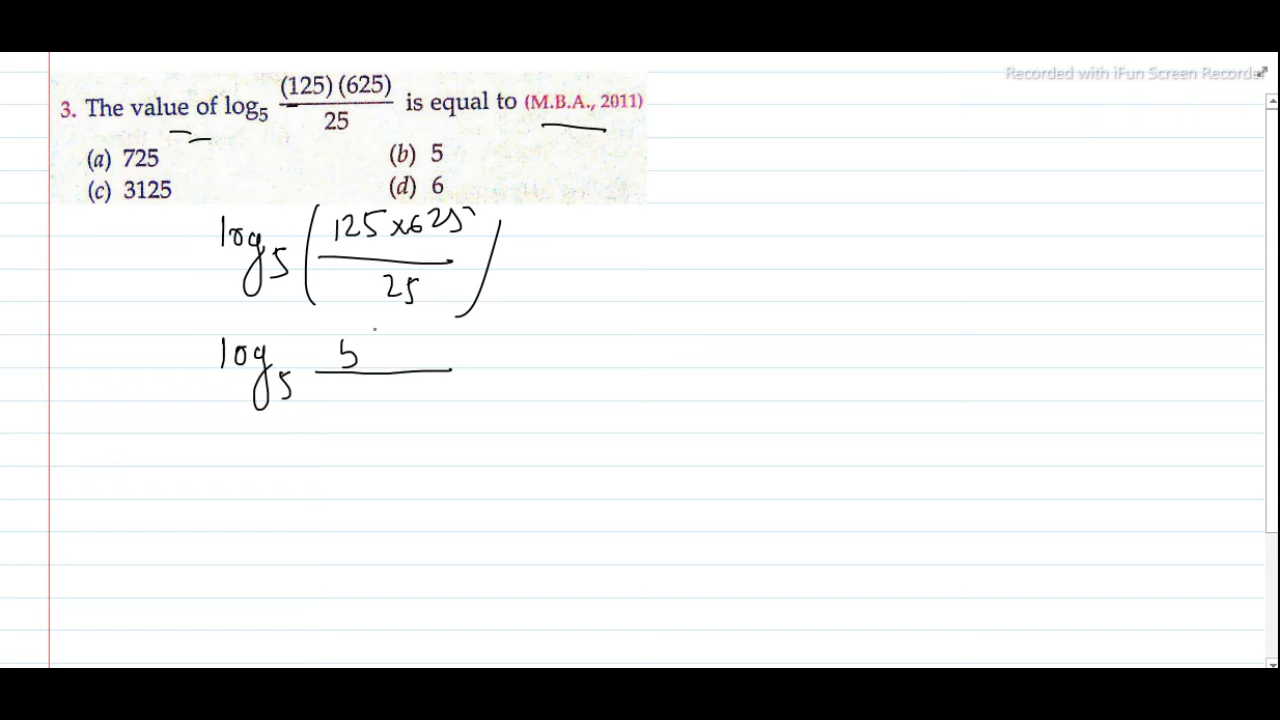 Recorded with iFun Screen Recorde
3. The value of log₅ (125) (625) / 25 is equal to (M.B.A., 2011)
(a) 725 (b) 5
(c) 3125 (d) 6
log₅ (125×625 / 25)
log₅ 5